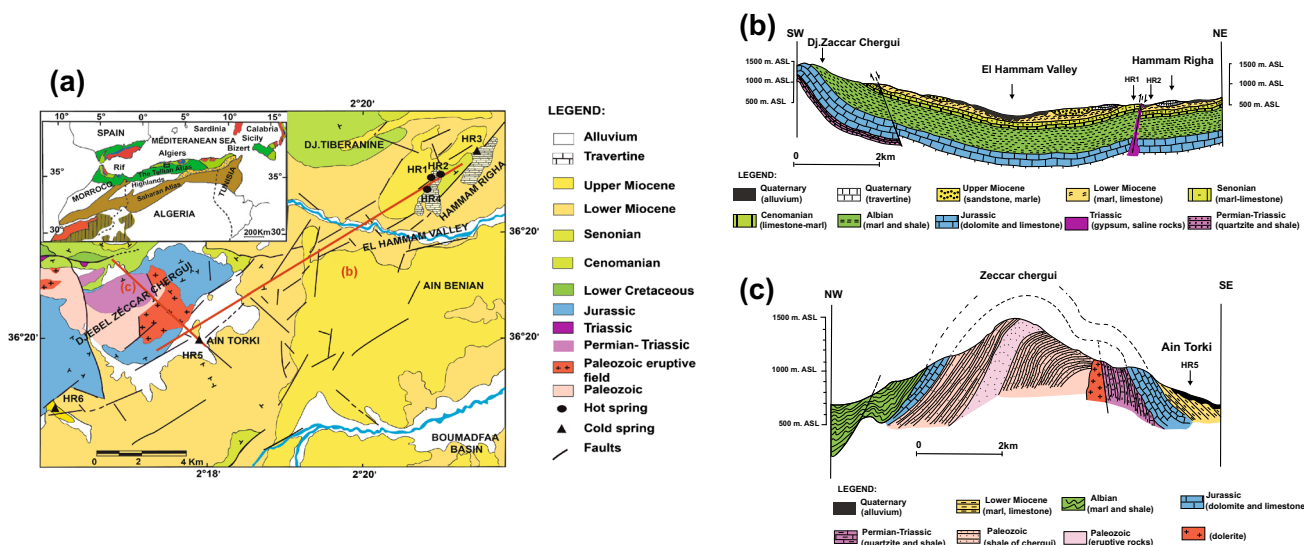 (a)
2°20'
10°
5°
0°
5°
10°
15°
SPAIN
Sardinia
Calabria
MEDITERANEAN SEA
Sicily
Algiers
Bizert
Rif
The Tellian Atlas
35°
35°
Highlands
MORROCO
Saharan Atlas
TUNISIA
ALGERIA
30°
200Km
30°
DJ.TIBERANINE
HR3
HR1
HR2
HR4
HAMMAM RIGHA
EL HAMMAM VALLEY
36°20'
(b)
(c)
AIN BENIAN
DJEBEL ZECCAR CHERGUI
36°20'
36°20'
AIN TORKI
HR5
HR6
BOUMADFAA
BASIN
0 2 4 Km
2°18'
2°20'
LEGEND:
Alluvium
Travertine
Upper Miocene
Lower Miocene
Senonian
Cenomanian
Lower Cretaceous
Jurassic
Triassic
Permian- Triassic
Paleozoic eruptive
field
Paleozoic
Hot spring
Cold spring
Faults
(b)
SW
NE
Dj.Zaccar Chergui
El Hammam Valley
Hammam Righa
HR1
HR2
1500 m. ASL
1000 m. ASL
500 m. ASL
1500 m. ASL
1000 m. ASL
500 m. ASL
0
2km
LEGEND:
Quaternary
(alluvium)
Quaternary
(travertine)
Upper Miocene
(sandstone, marle)
Lower Miocene
(marl, limestone)
Senonian
(marl-limestone)
Cenomanian
(limestone-marl)
Albian
(marl and shale)
Jurassic
(dolomite and limestone)
Triassic
(gypsum, saline rocks)
Permian-Triassic
(quartzite and shale)
(c)
Zeccar chergui
NW
SE
Ain Torki
HR5
1500 m. ASL
1000 m. ASL
500 m. ASL
0
2km
LEGEND:
Quaternary
(alluvium)
Lower Miocene
(marl, limestone)
Albian
(marl and shale)
Jurassic
(dolomite and limestone
Permian-Triassic
(quartzite and shale)
Paleozoic
(shale of chergui)
Paleozoic
(eruptive rocks)
(dolerite)